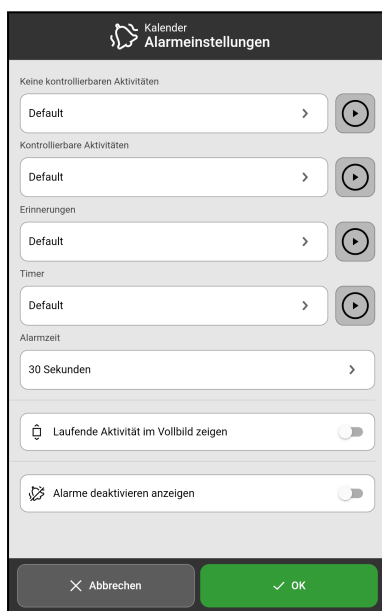 Kalender
Alarmeinstellungen
Keine kontrollierbaren Aktivitäten
Default
Kontrollierbare Aktivitäten
Default
Erinnerungen
Default
Timer
Default
Alarmzeit
30 Sekunden
Laufende Aktivität im Vollbild zeigen
Alarme deaktivieren anzeigen
Abbrechen
OK